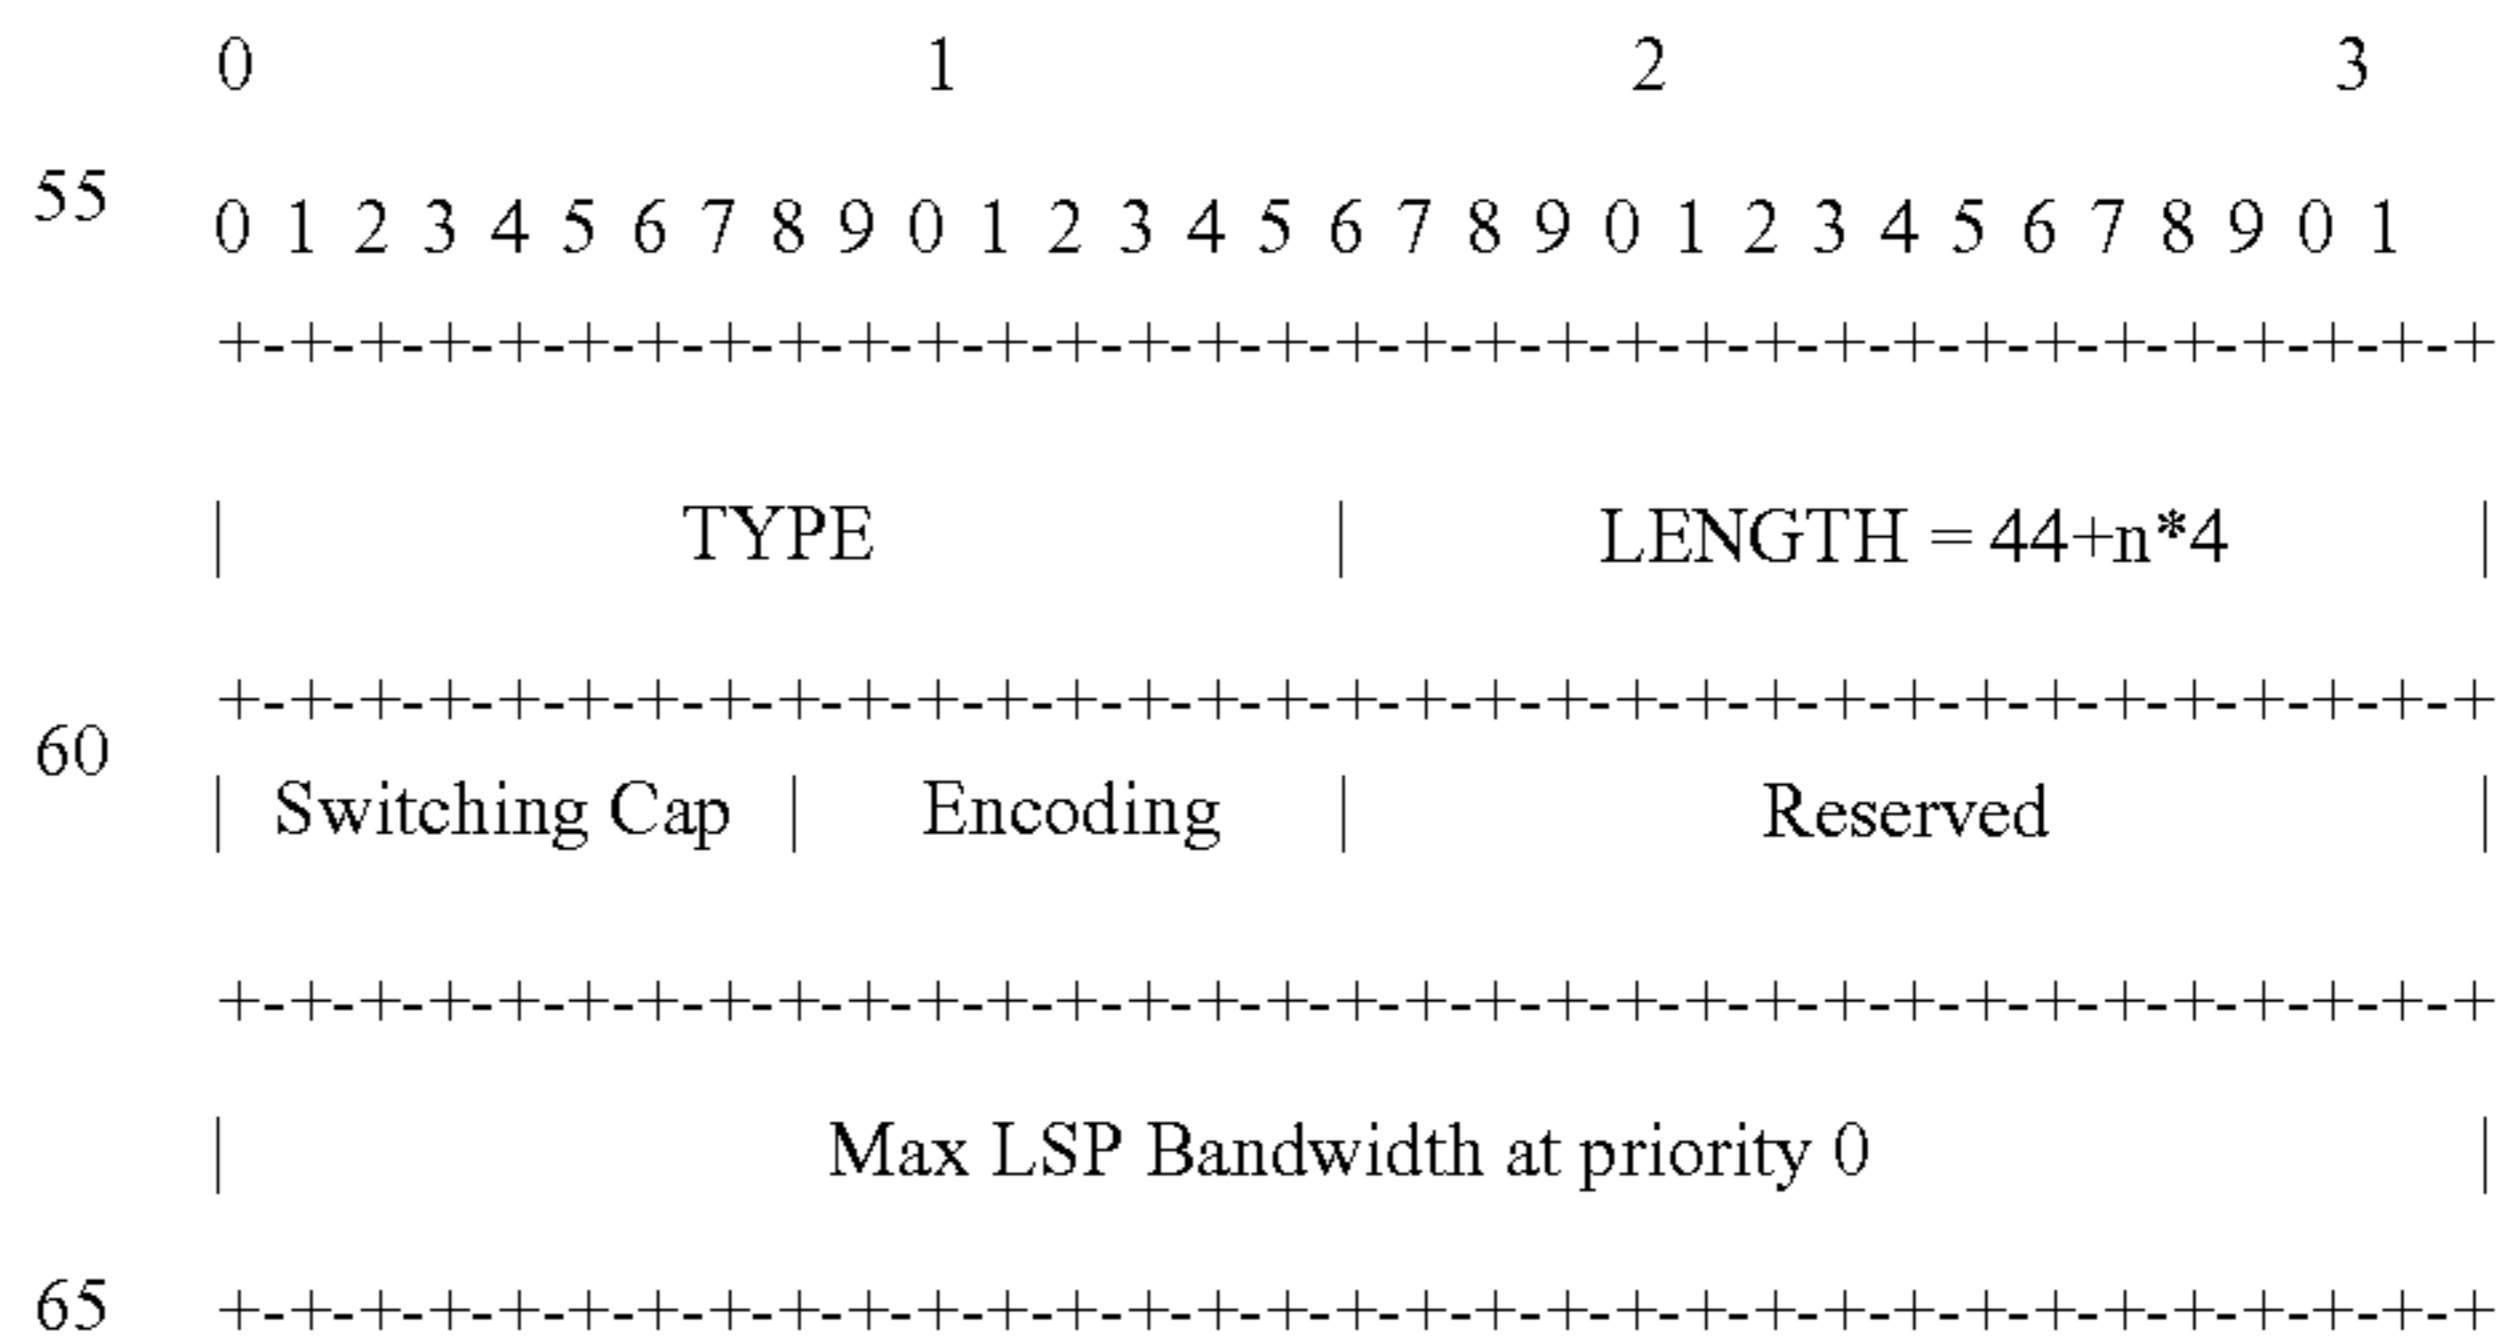 0 1 2 3
55
0 1 2 3 4 5 6 7 8 9 0 1 2 3 4 5 6 7 8 9 0 1 2 3 4 5 6 7 8 9 0 1
+-+-+-+-+-+-+-+-+-+-+-+-+-+-+-+-+-+-+-+-+-+-+-+-+-+-+-+-+-+-+-+-+
| TYPE | LENGTH = 44+n*4 |
+-+-+-+-+-+-+-+-+-+-+-+-+-+-+-+-+-+-+-+-+-+-+-+-+-+-+-+-+-+-+-+-+
60
| Switching Cap | Encoding | Reserved |
+-+-+-+-+-+-+-+-+-+-+-+-+-+-+-+-+-+-+-+-+-+-+-+-+-+-+-+-+-+-+-+-+
| Max LSP Bandwidth at priority 0 |
65 +-+-+-+-+-+-+-+-+-+-+-+-+-+-+-+-+-+-+-+-+-+-+-+-+-+-+-+-+-+-+-+-+